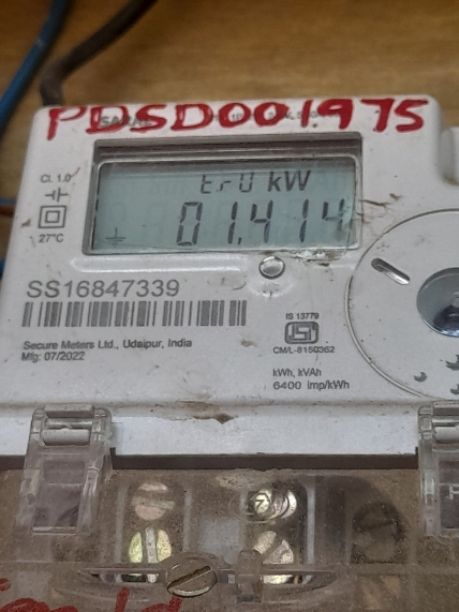 PDSD001975
Cl. 1.0
27°C
trU kW
01.414
SS16847339
Secure Meters Ltd., Udaipur, India
Mfg: 07/2022
IS 13779
CM/L-8150362
kWh, kVAh
6400 imp/kWh